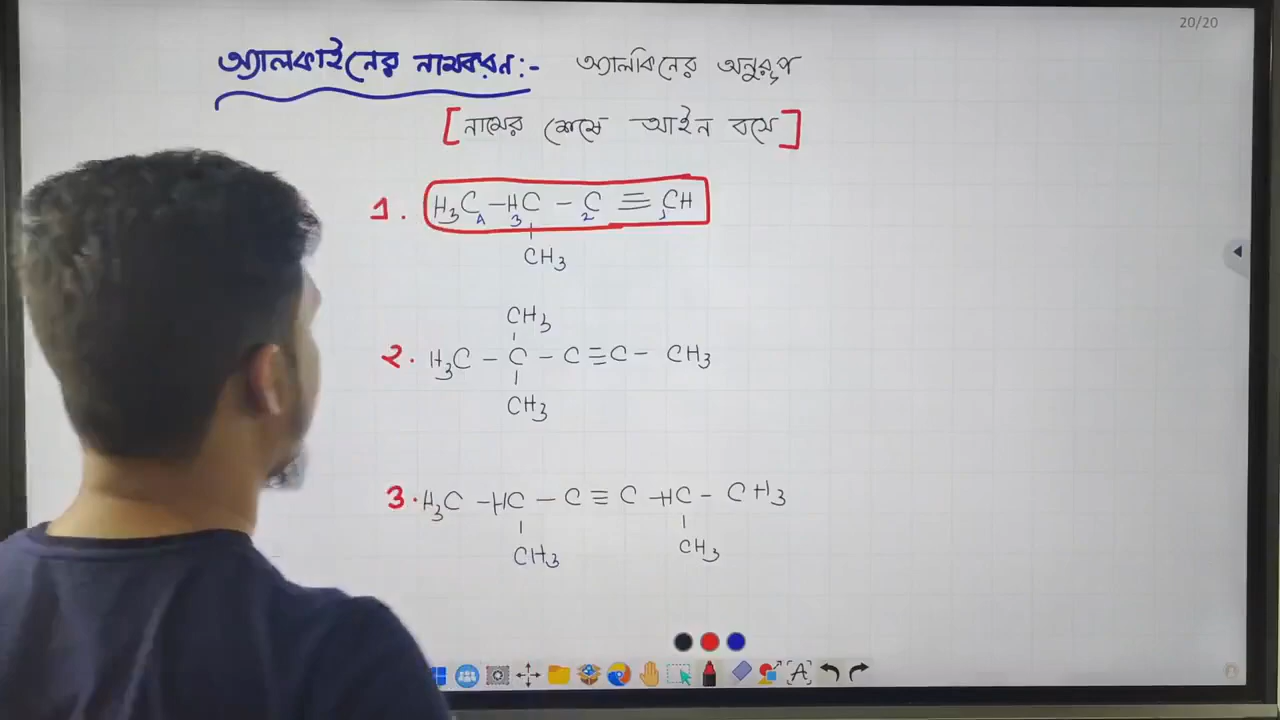 20/20
অ্যালকাইনের নামকরন:- অ্যালকিনের অনুরূপ
[নামের শেষে আইন বসে]
1. H₃C - HC - C ≡ CH
4 3 2 1
CH₃
CH₃
2. H₃C - C - C ≡ C - CH₃
CH₃
3. H₃C - HC - C ≡ C - HC - CH₃
CH₃ CH₃
A